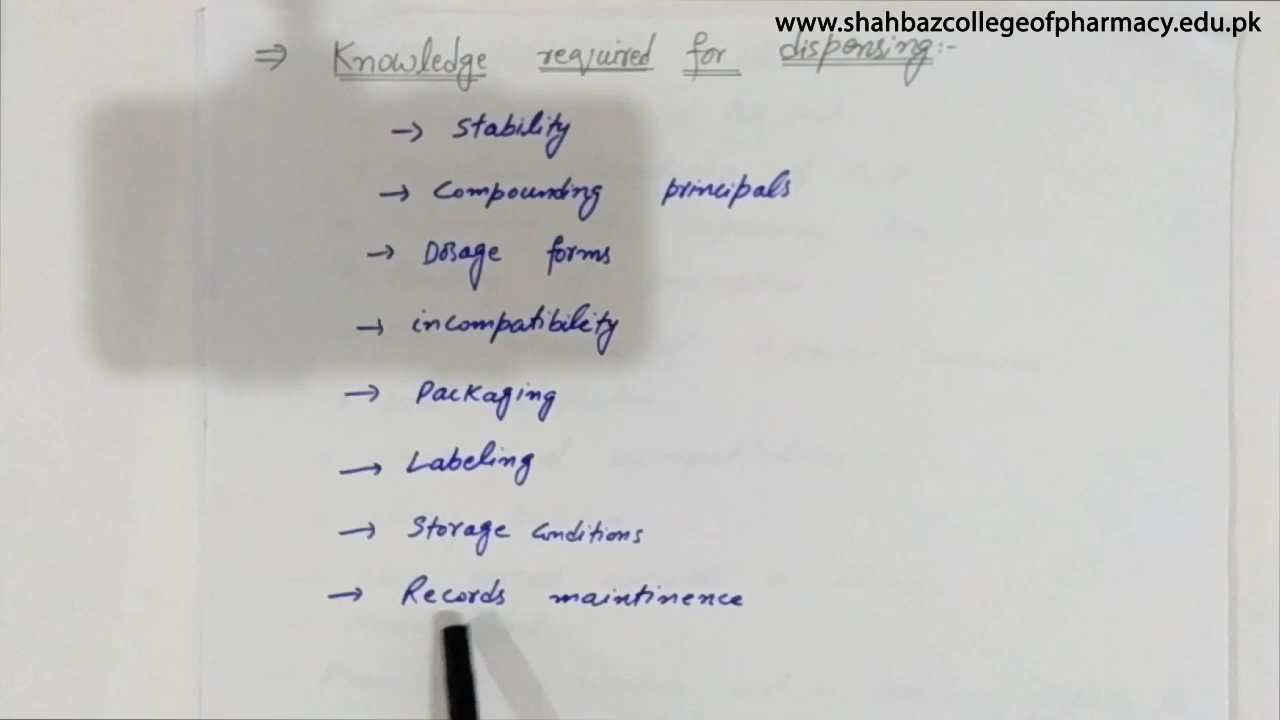 www.shahbazcollegeofpharmacy.edu.pk
⇒ Knowledge required for dispensing:-
→ Stability
→ Compounding principals
→ Dosage forms
→ incompatibility
→ Packaging
→ Labeling
→ Storage conditions
→ Records maintinence